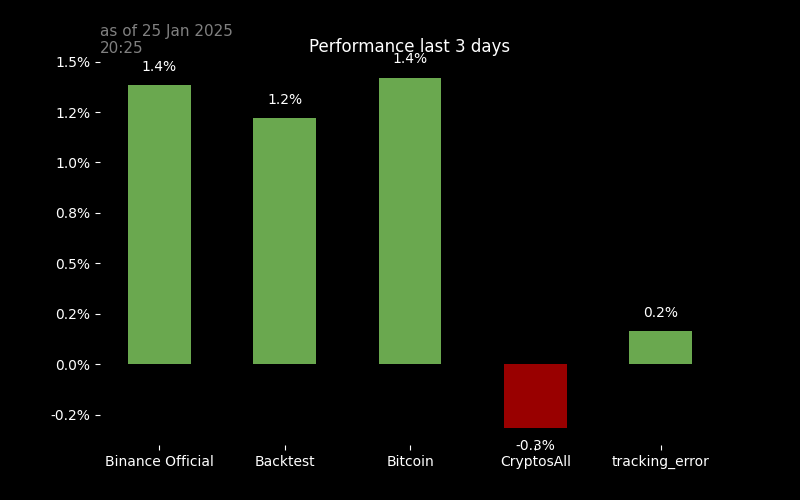 as of 25 Jan 2025
20:25
Performance last 3 days
1.5%
1.2%
1.0%
0.8%
0.5%
0.2%
0.0%
-0.2%
1.4%
1.2%
1.4%
-0.3%
0.2%
Binance Official
Backtest
Bitcoin
CryptosAll
tracking_error